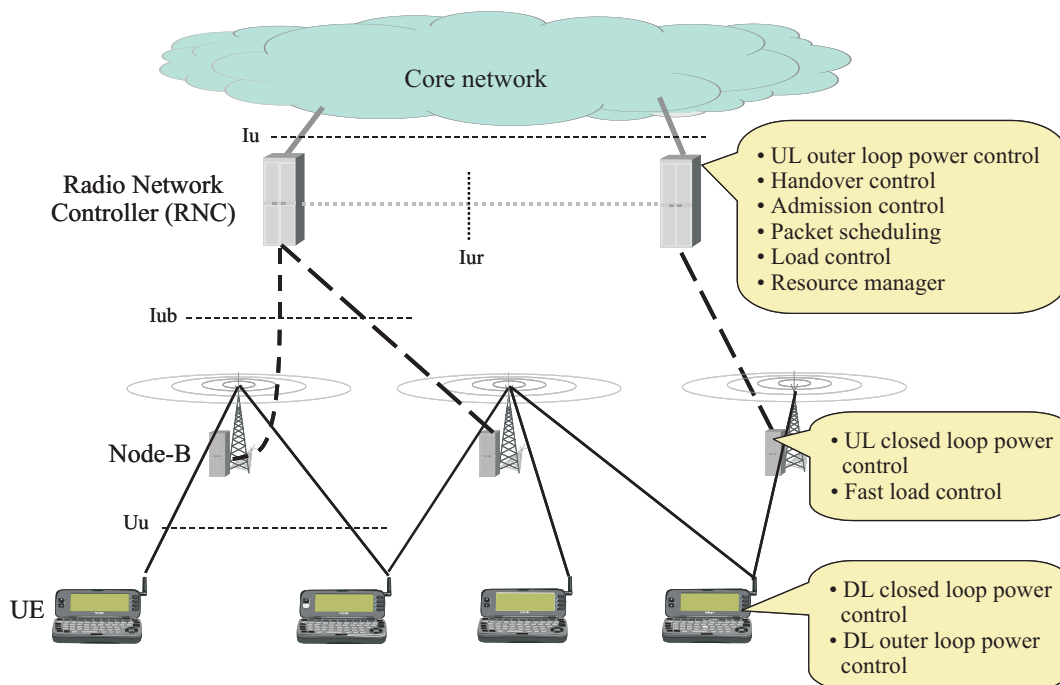 Core network
Iu
Radio Network
Controller (RNC)
Iur
• UL outer loop power control
• Handover control
• Admission control
• Packet scheduling
• Load control
• Resource manager
Iub
Node-B
• UL closed loop power
control
• Fast load control
Uu
UE
• DL closed loop power
control
• DL outer loop power
control